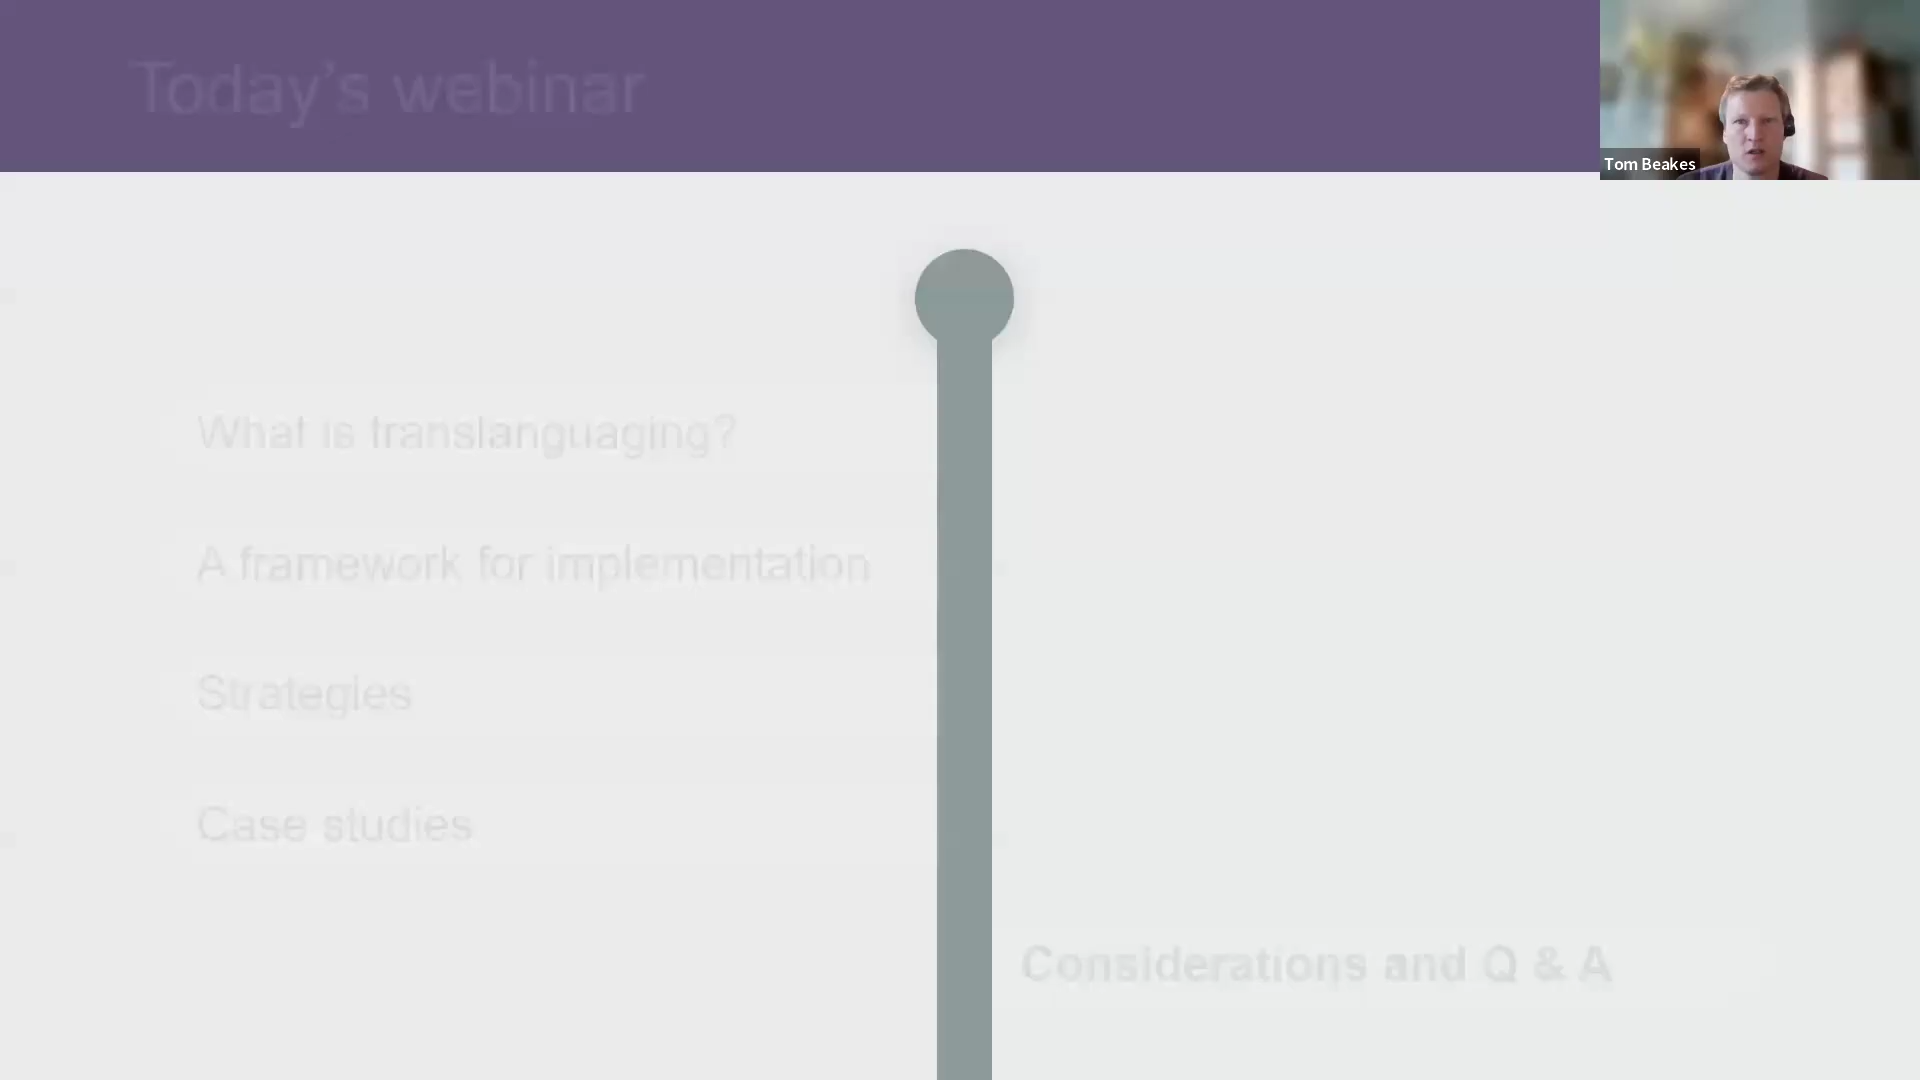 Today's webinar
Tom Beakes
What is translanguaging?
A framework for implementation
Strategies
Case studies
Considerations and Q & A